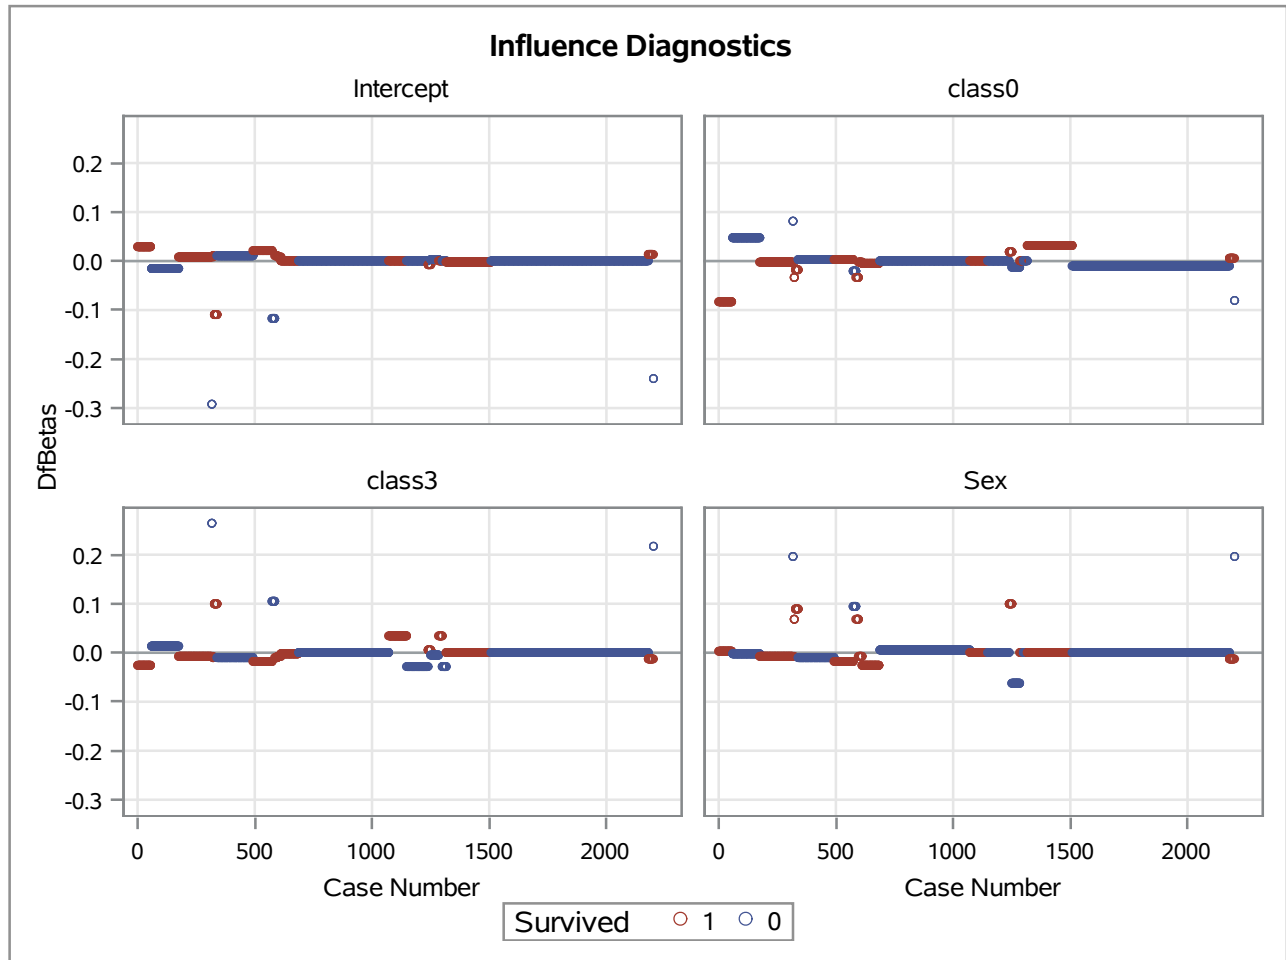 Influence Diagnostics
Intercept
class0
0.2
0.1
0.0
-0.1
-0.2
-0.3
DfBetas
class3
Sex
0.2
0.1
0.0
-0.1
-0.2
-0.3
0 500 1000 1500 2000
0 500 1000 1500 2000
Case Number
Case Number
Survived 1 0